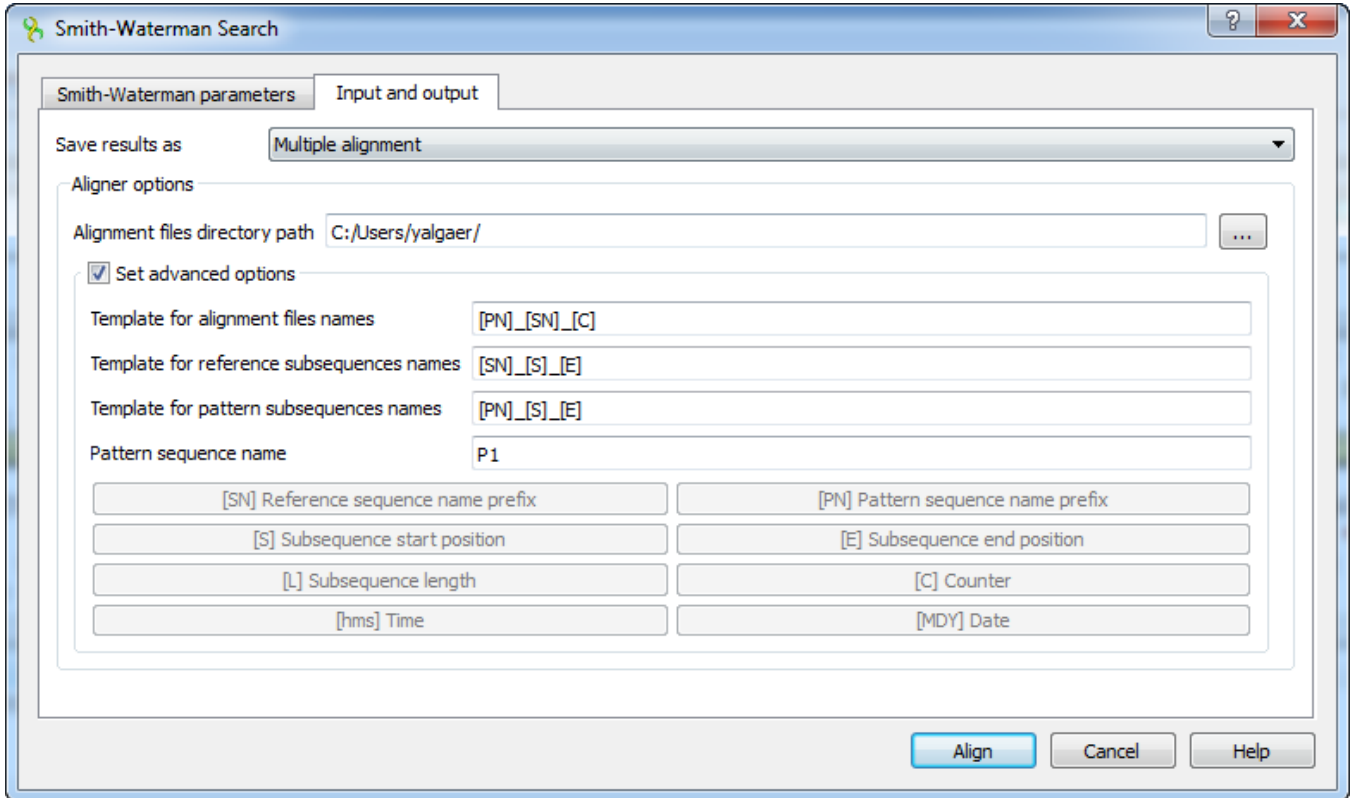 Smith-Waterman Search
Smith-Waterman parameters
Input and output
Save results as
Multiple alignment
Aligner options
Alignment files directory path C:/Users/yalgaer/ ...
Set advanced options
Template for alignment files names [PN]_[SN]_[C]
Template for reference subsequences names [SN]_[S]_[E]
Template for pattern subsequences names [PN]_[S]_[E]
Pattern sequence name P1
[SN] Reference sequence name prefix [PN] Pattern sequence name prefix
[S] Subsequence start position [E] Subsequence end position
[L] Subsequence length [C] Counter
[hms] Time [MDY] Date
Align Cancel Help